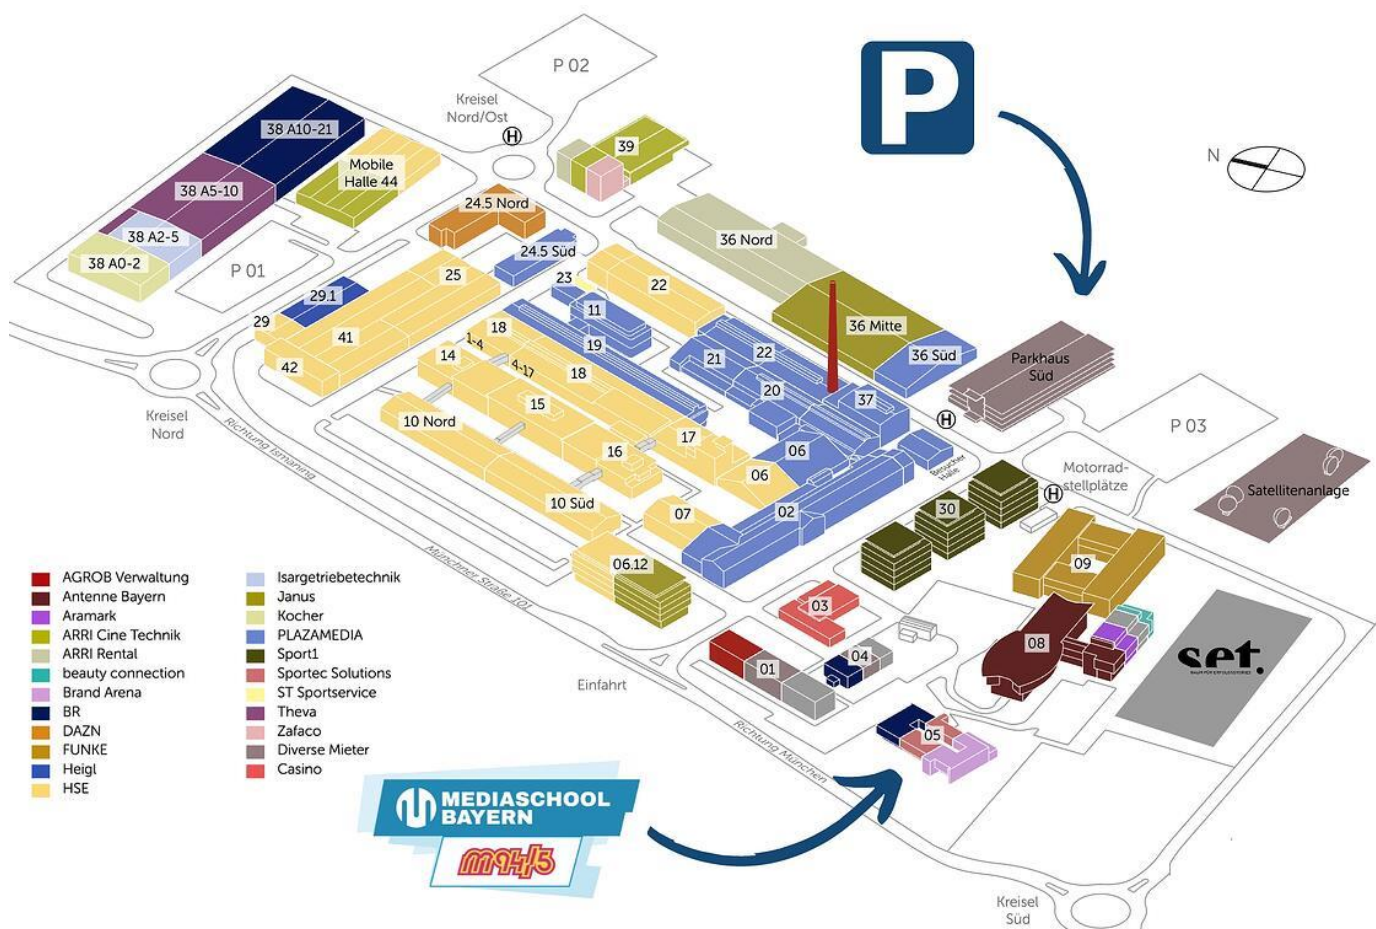 P 02
Kreisel
Nord/Ost
H
P
N
38 A10-21
Mobile
Halle 44
39
38 A5-10
24.5 Nord
38 A2-5
36 Nord
38 A0-2
P 01
24.5 Süd
25
23
22
29.1
11
29
41
18
19
36 Mitte
36 Süd
42
1-4
14
4-17
18
21
22
20
37
Parkhaus
Süd
Kreisel
Nord
15
10 Nord
16
17
06
06
H
P 03
Besucher
Halle
Motorrad-
stellplätze
H
Satellitenanlage
Richtung Ismaning
10 Süd
07
02
30
09
Münchner Straße 101
06.12
03
08
set.
RAUM FÜR ERFOLGSSTORIES
01
04
05
Einfahrt
Richtung München
Kreisel
Süd
AGROB Verwaltung
Antenne Bayern
Aramark
ARRI Cine Technik
ARRI Rental
beauty connection
Brand Arena
BR
DAZN
FUNKE
Heigl
HSE
Isargetriebetechnik
Janus
Kocher
PLAZAMEDIA
Sport1
Sportec Solutions
ST Sportservice
Theva
Zafaco
Diverse Mieter
Casino
MEDIASCHOOL
BAYERN
m94/5